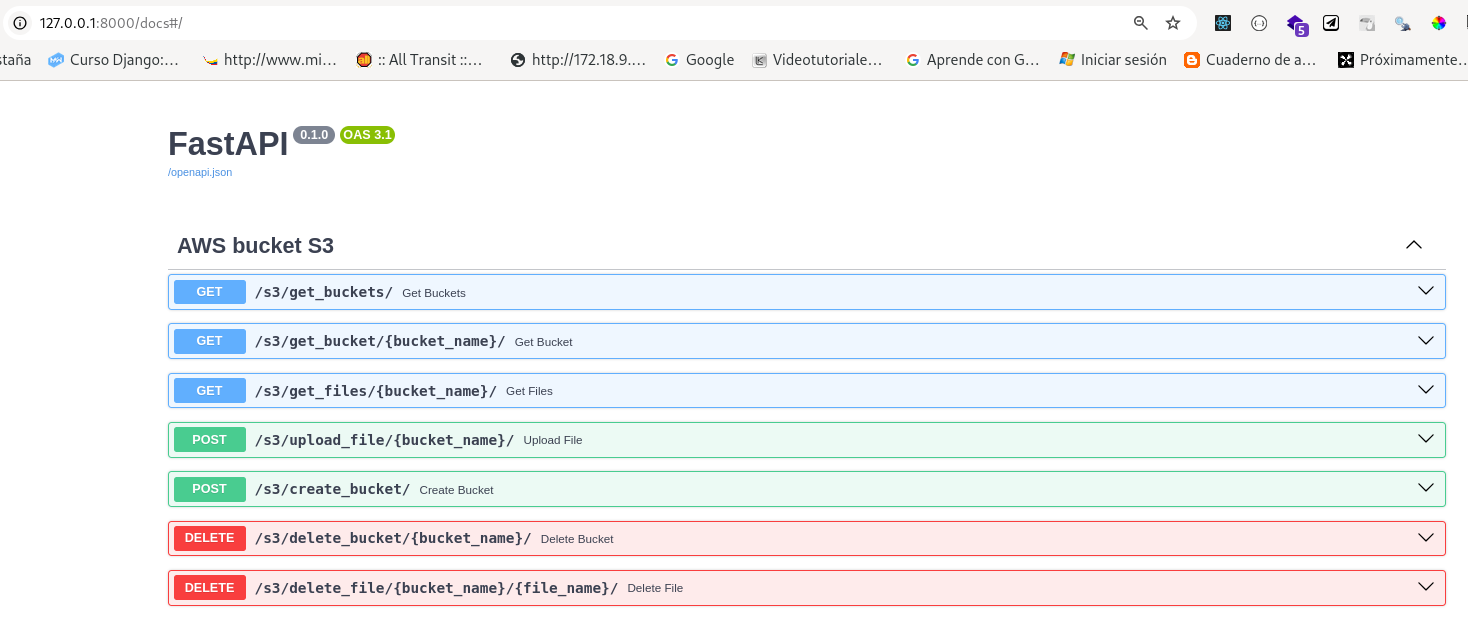 127.0.0.1:8000/docs#/
5
staña Curso Django:... http://www.mi... :: All Transit ::... http://172.18.9.... Google Videotutoriale... Aprende con G... Iniciar sesión Cuaderno de a... Próximamente...
FastAPI 0.1.0 OAS 3.1
/openapi.json
AWS bucket S3
GET /s3/get_buckets/ Get Buckets
GET /s3/get_bucket/{bucket_name}/ Get Bucket
GET /s3/get_files/{bucket_name}/ Get Files
POST /s3/upload_file/{bucket_name}/ Upload File
POST /s3/create_bucket/ Create Bucket
DELETE /s3/delete_bucket/{bucket_name}/ Delete Bucket
DELETE /s3/delete_file/{bucket_name}/{file_name}/ Delete File